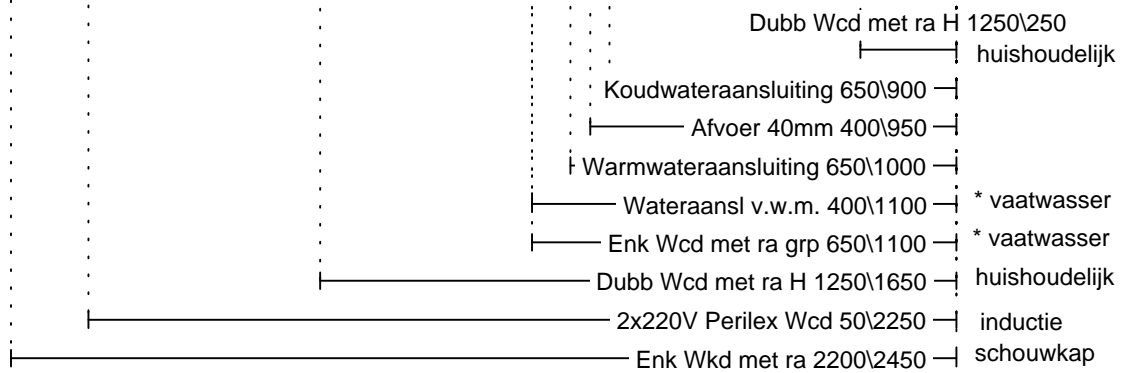 Dubb Wcd met ra H 1250\250
huishoudelijk
Koudwateraansluiting 650\900
Afvoer 40mm 400\950
Warmwateraansluiting 650\1000
Wateraansl v.w.m. 400\1100 * vaatwasser
Enk Wcd met ra grp 650\1100 * vaatwasser
Dubb Wcd met ra H 1250\1650 huishoudelijk
2x220V Perilex Wcd 50\2250 inductie
Enk Wkd met ra 2200\2450 schouwkap